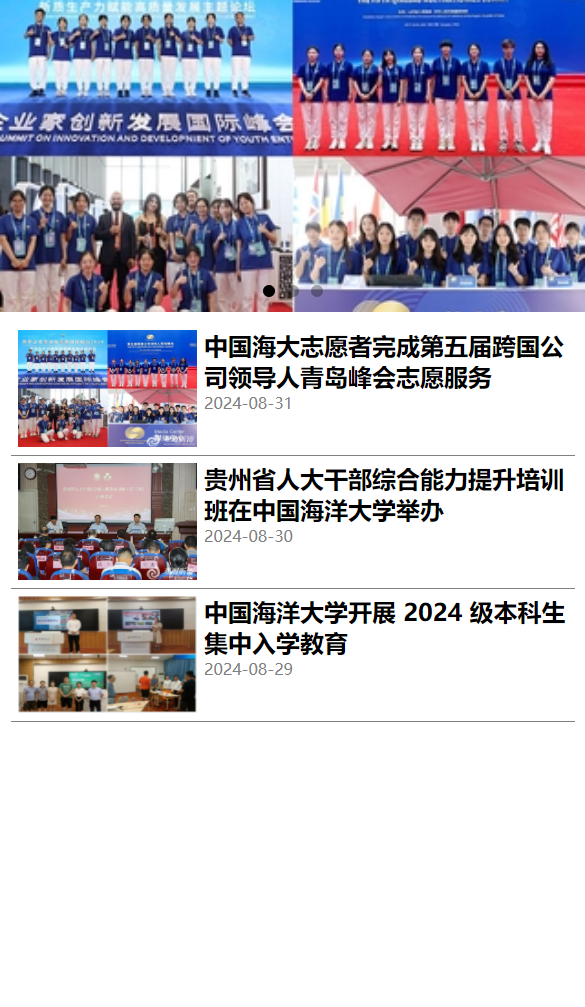 新质生产力赋能高质量发展主题论坛
企业家创新发展国际峰会
SUMMIT ON INNOVATION AND DEVELOPMENT OF YOUTH ENT
中国海大志愿者完成第五届跨国公
司领导人青岛峰会志愿服务
2024-08-31
Media Center
贵州省人大干部综合能力提升培训
班在中国海洋大学举办
2024-08-30
中国海洋大学开展 2024 级本科生
集中入学教育
2024-08-29